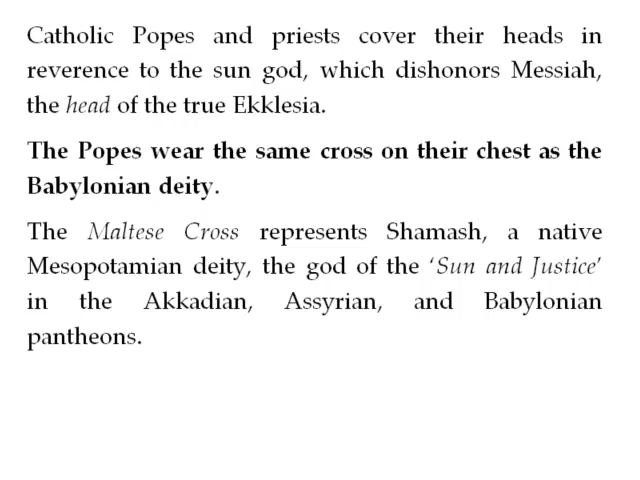 Catholic Popes and priests cover their heads in
reverence to the sun god, which dishonors Messiah,
the head of the true Ekklesia.
The Popes wear the same cross on their chest as the
Babylonian deity.
The Maltese Cross represents Shamash, a native
Mesopotamian deity, the god of the ‘Sun and Justice’
in the Akkadian, Assyrian, and Babylonian
pantheons.